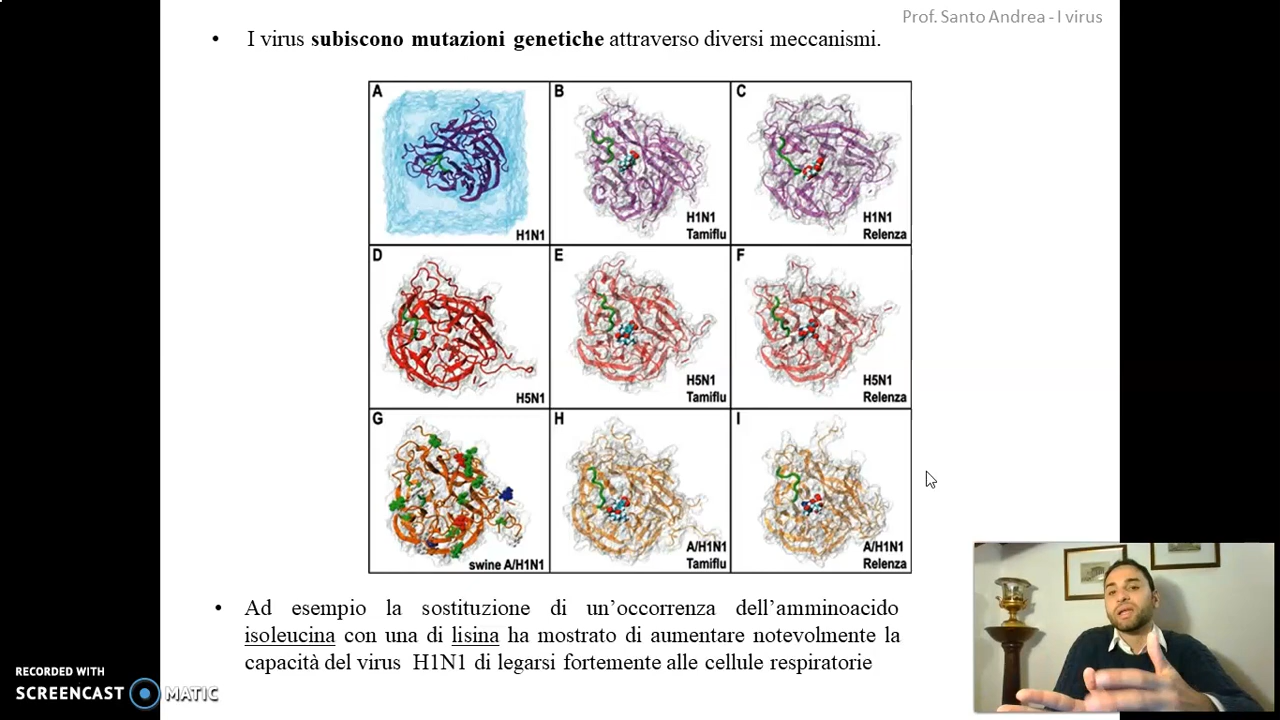 Prof. Santo Andrea - I virus
• I virus subiscono mutazioni genetiche attraverso diversi meccanismi.
A
H1N1
B
H1N1
Tamiflu
C
H1N1
Relenza
D
H5N1
E
H5N1
Tamiflu
F
H5N1
Relenza
G
swine A/H1N1
H
A/H1N1
Tamiflu
I
A/H1N1
Relenza
• Ad esempio la sostituzione di un’occorrenza dell’amminoacido
isoleucina con una di lisina ha mostrato di aumentare notevolmente la
capacità del virus H1N1 di legarsi fortemente alle cellule respiratorie
RECORDED WITH
SCREENCAST MATIC